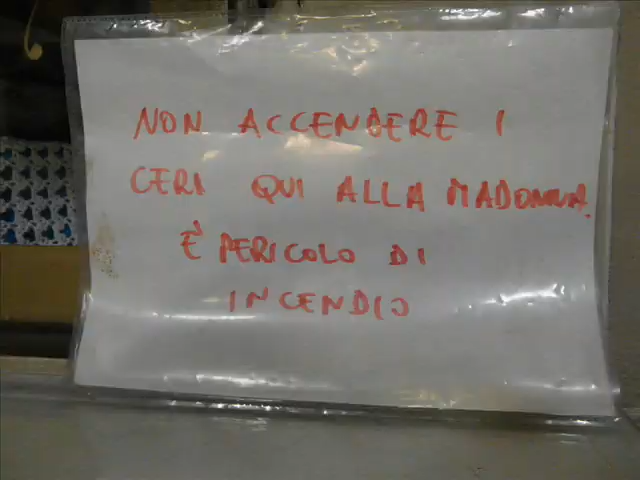 NON ACCENDERE I
CERI QUI ALLA MADONNA.
È PERICOLO DI
INCENDIO